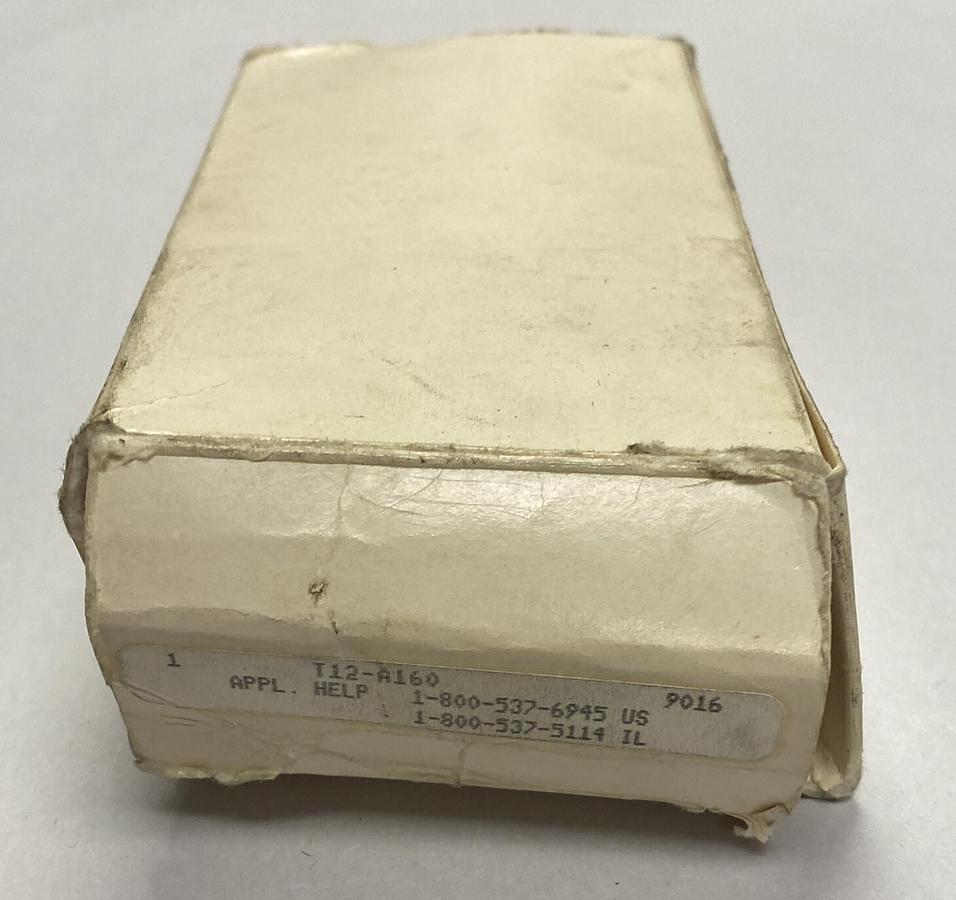 1 T12-A160 9016
APPL. HELP 1-800-537-6945 US
1-800-537-5114 IL